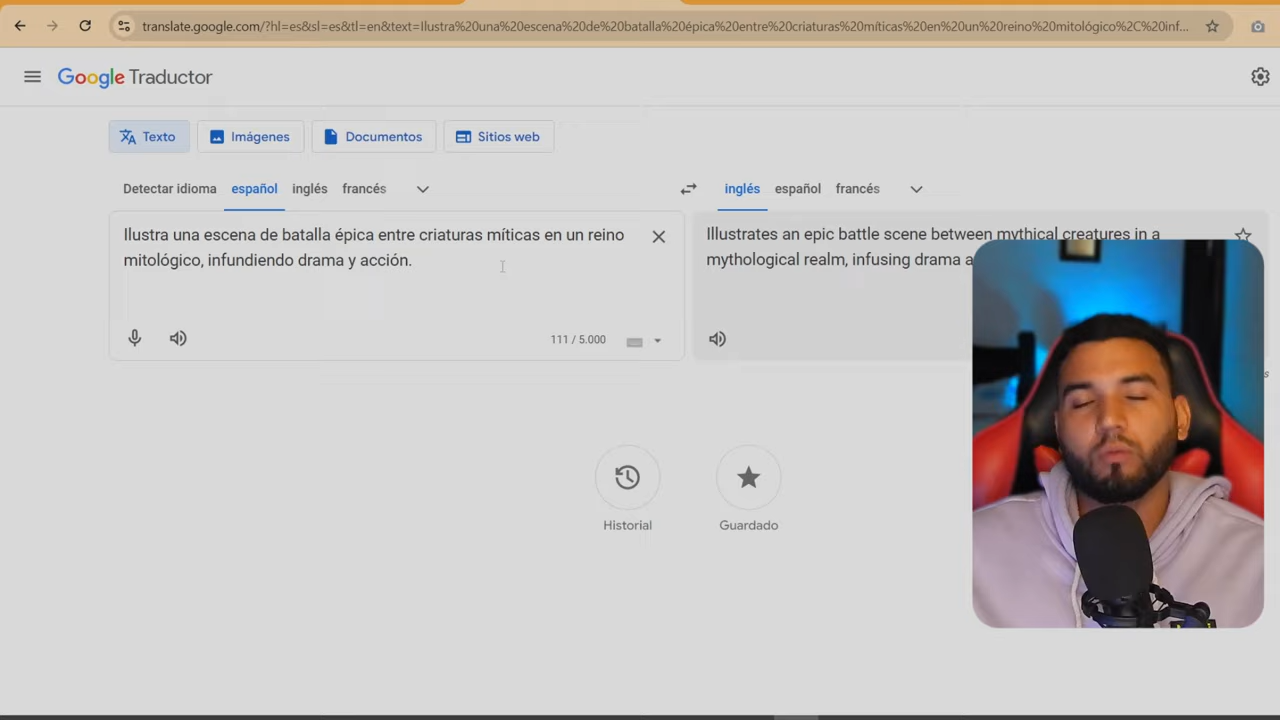 translate.google.com/?hl=es&sl=es&tl=en&text=Ilustra%20una%20escena%20de%20batalla%20épica%20entre%20criaturas%20míticas%20en%20un%20reino%20mitológico%2C%20inf...
Google Traductor
Texto Imágenes Documentos Sitios web
Detectar idioma español inglés francés
inglés español francés
Ilustra una escena de batalla épica entre criaturas míticas en un reino
mitológico, infundiendo drama y acción.
111 / 5.000
Illustrates an epic battle scene between mythical creatures in a
mythological realm, infusing drama a
Historial Guardado